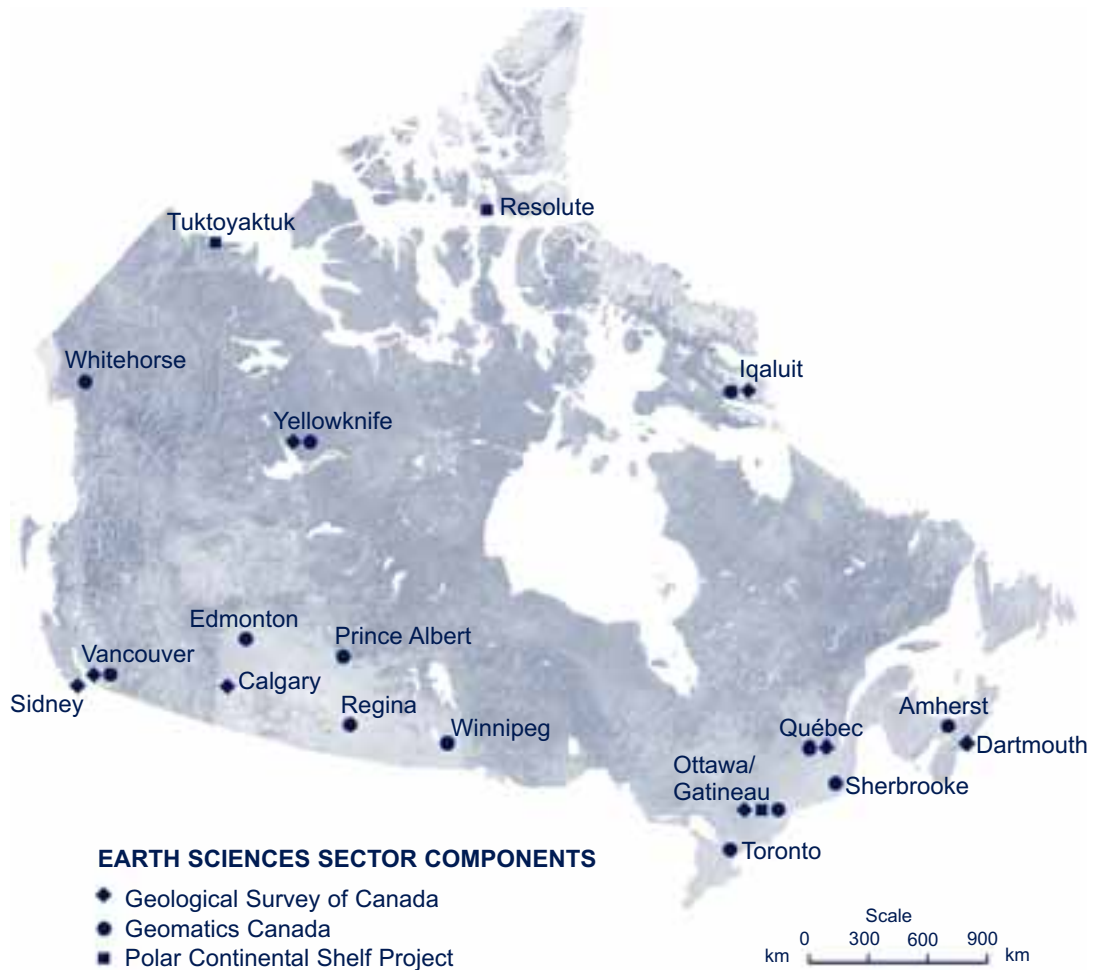 Resolute
Tuktoyaktuk
Whitehorse
Iqaluit
Yellowknife
Edmonton
Prince Albert
Vancouver
Calgary
Sidney
Regina
Winnipeg
Amherst
Québec
Dartmouth
Ottawa/
Gatineau
Sherbrooke
Toronto
EARTH SCIENCES SECTOR COMPONENTS
Geological Survey of Canada
Geomatics Canada
Polar Continental Shelf Project
Scale
0 300 600 900
km km